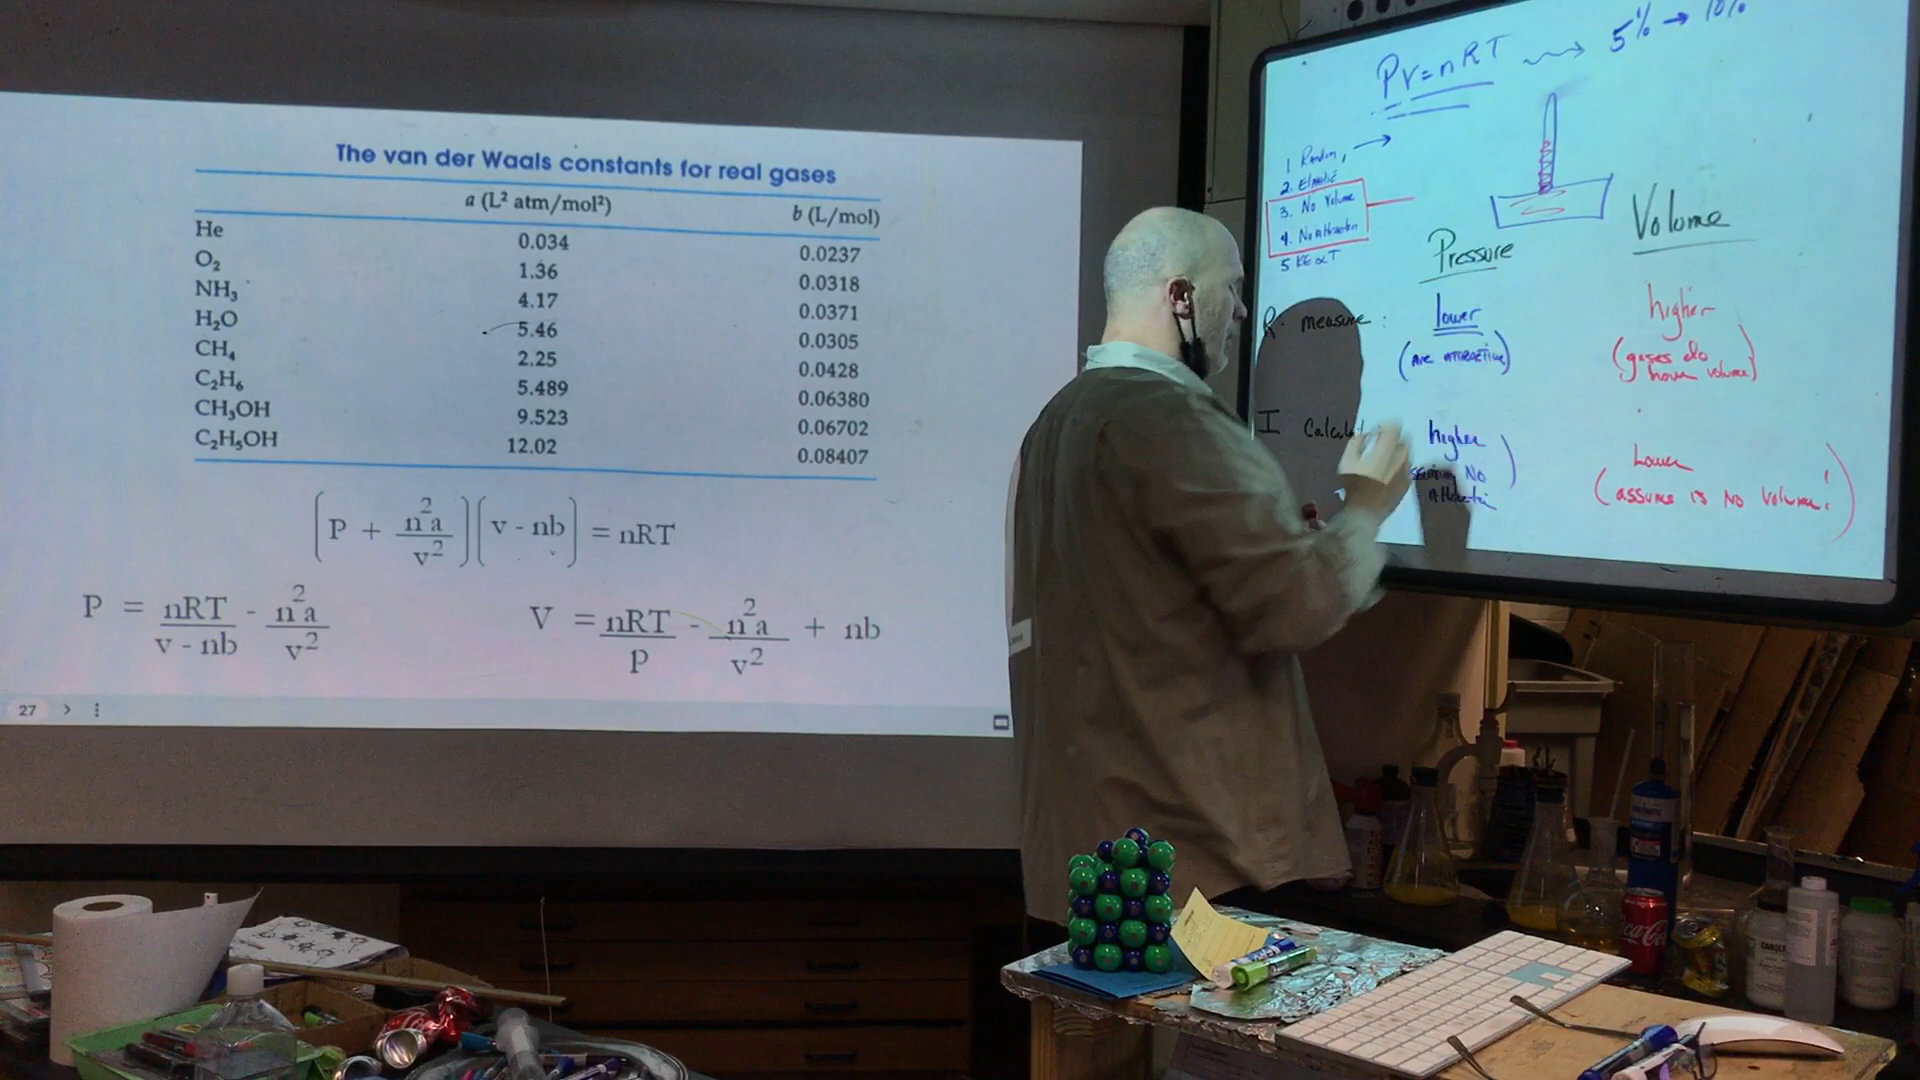 The van der Waals constants for real gases
a (L² atm/mol²) b (L/mol)
He 0.034 0.0237
O₂ 1.36 0.0318
NH₃ 4.17 0.0371
H₂O 5.46 0.0305
CH₄ 2.25 0.0428
C₂H₆ 5.489 0.06380
CH₃OH 9.523 0.06702
C₂H₅OH 12.02 0.08407
(P + n²a/v²)(v - nb) = nRT
P = nRT/(v - nb) - n²a/v²
V = nRT/p - n²a/v² + nb
27
PV=nRT 5% → 10%
1 Random, →
2. Elastic
3. No Volume
4. No Attraction
5 KE ∝ T
Pressure Volume
R. measure: lower higher
(are ATTRACTIVE) (gases do
have volume)
I Calculat higher Lower
No (assume is No Volume!)
Coca-Cola